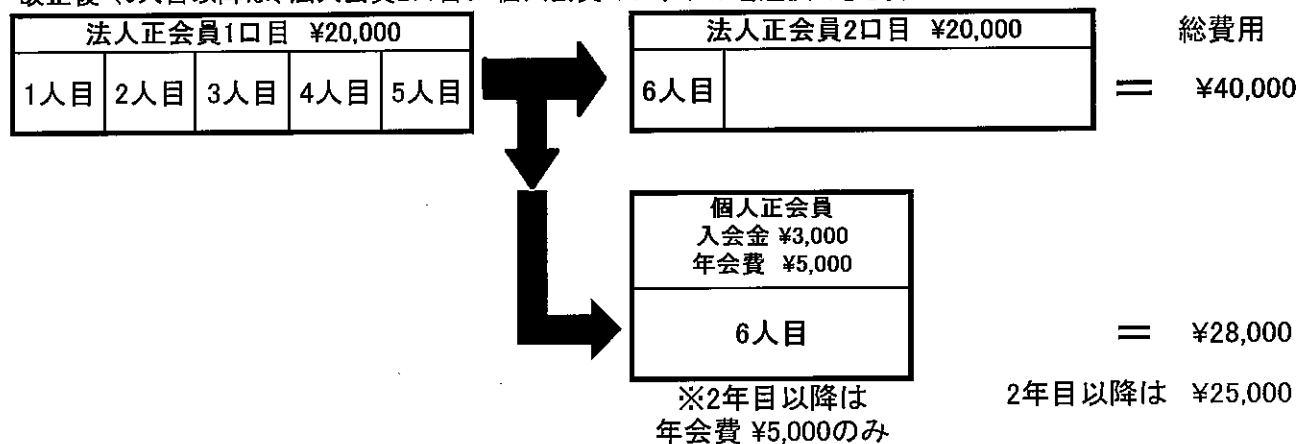 法人正会員1口目 ¥20,000
1人目 2人目 3人目 4人目 5人目
法人正会員2口目 ¥20,000
6人目
総費用
= ¥40,000
個人正会員
入会金 ¥3,000
年会費 ¥5,000
6人目
= ¥28,000
※2年目以降は
年会費 ¥5,000のみ
2年目以降は ¥25,000